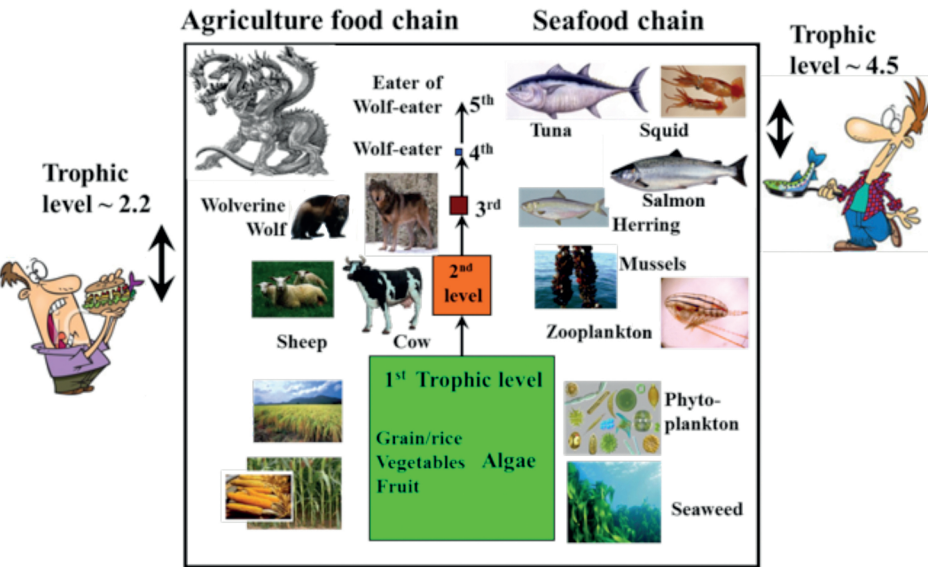 Agriculture food chain
Seafood chain
Trophic
level ~ 4.5
Eater of
Wolf-eater
5th
Tuna
Squid
Wolf-eater
4th
Trophic
level ~ 2.2
Wolverine
Wolf
3rd
Salmon
Herring
2nd
level
Mussels
Zooplankton
Sheep
Cow
1st Trophic level
Grain/rice
Vegetables Algae
Fruit
Phyto-
plankton
Seaweed